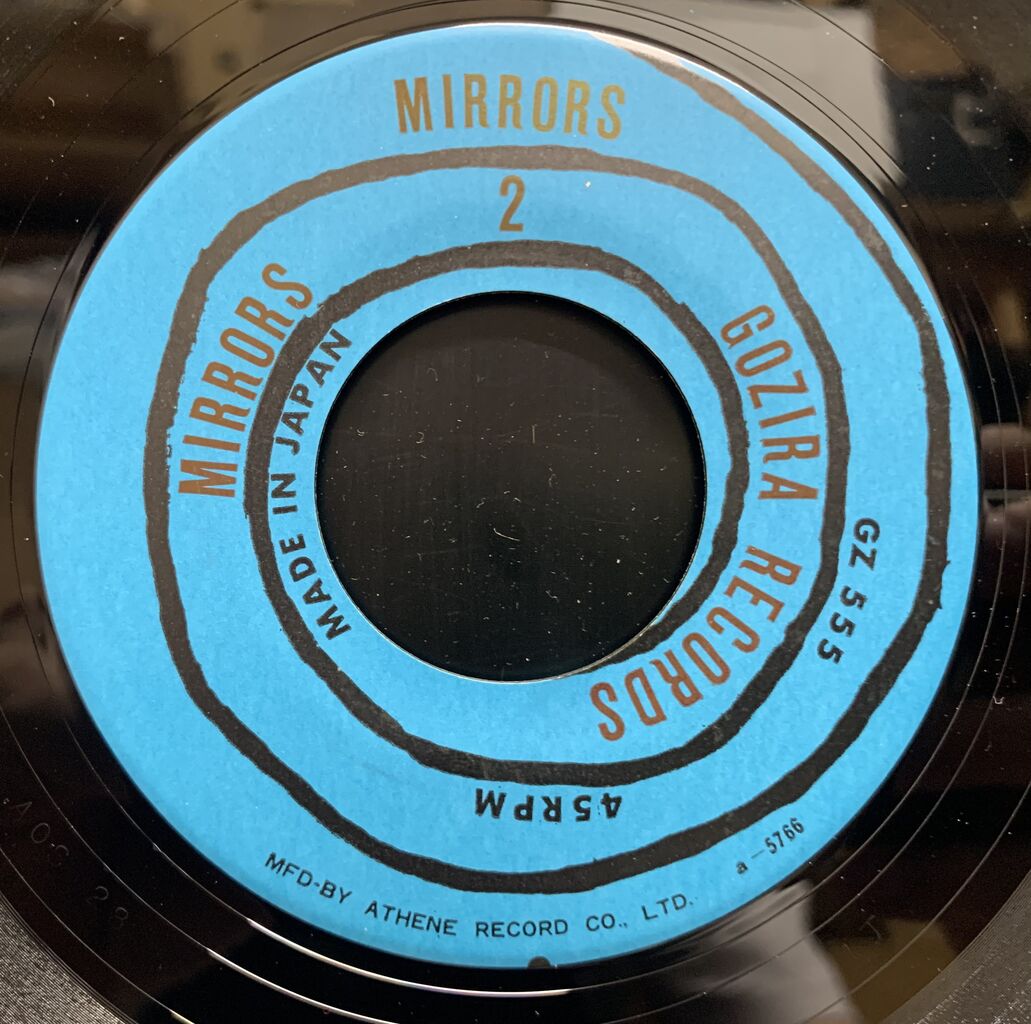 MIRRORS
2
MIRRORS
MADE IN JAPAN
GOZIRA RECORDS
GZ 555
45RPM
a-5766
MFD-BY ATHENE RECORD CO., LTD.